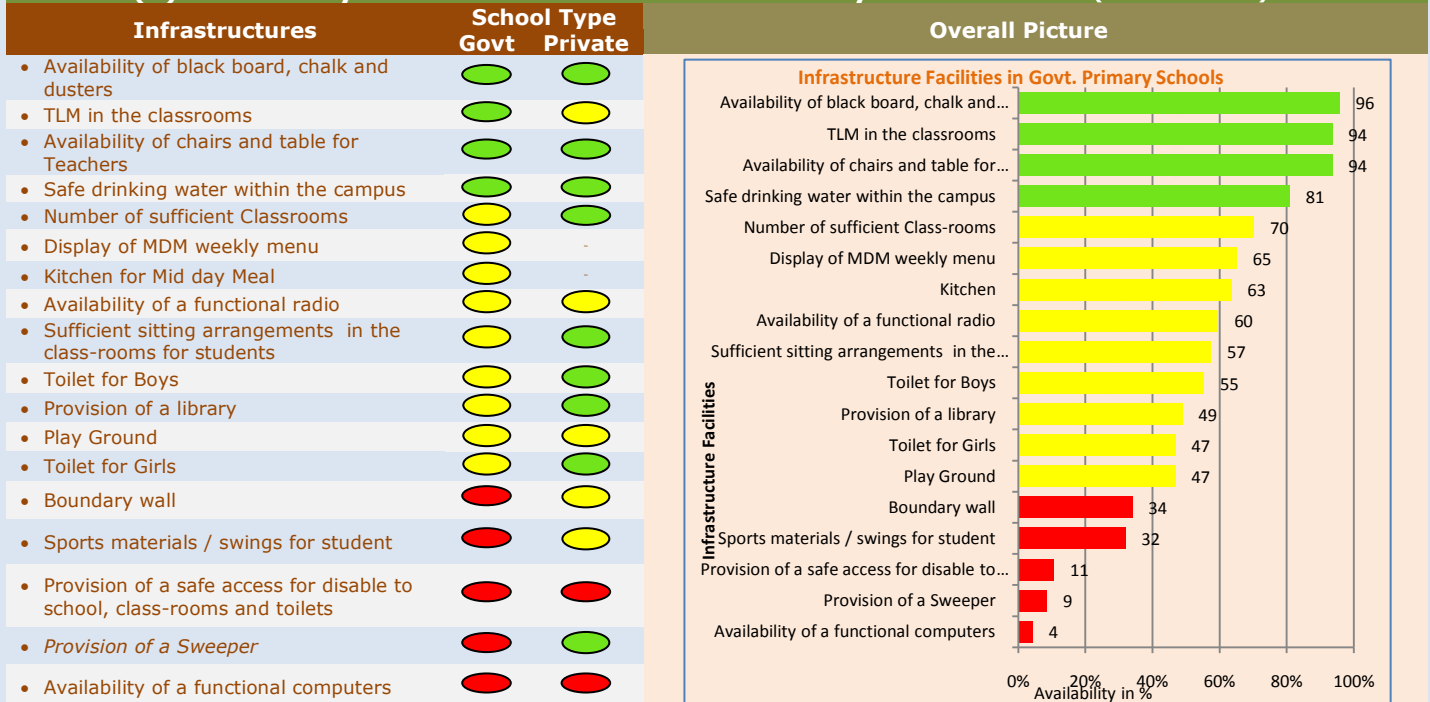 Infrastructures
School Type
Govt Private
Overall Picture
• Availability of black board, chalk and
dusters
• TLM in the classrooms
• Availability of chairs and table for
Teachers
• Safe drinking water within the campus
• Number of sufficient Classrooms
• Display of MDM weekly menu
-
• Kitchen for Mid day Meal
-
• Availability of a functional radio
• Sufficient sitting arrangements in the
class-rooms for students
• Toilet for Boys
• Provision of a library
• Play Ground
• Toilet for Girls
• Boundary wall
• Sports materials / swings for student
• Provision of a safe access for disable to
school, class-rooms and toilets
• Provision of a Sweeper
• Availability of a functional computers
Infrastructure Facilities in Govt. Primary Schools
Availability of black board, chalk and... 96
TLM in the classrooms 94
Availability of chairs and table for... 94
Safe drinking water within the campus 81
Number of sufficient Class-rooms 70
Display of MDM weekly menu 65
Kitchen 63
Availability of a functional radio 60
Sufficient sitting arrangements in the... 57
Toilet for Boys 55
Provision of a library 49
Toilet for Girls 47
Play Ground 47
Boundary wall 34
Sports materials / swings for student 32
Provision of a safe access for disable to... 11
Provision of a Sweeper 9
Availability of a functional computers 4
Infrastructure Facilities
0% 20% 40% 60% 80% 100%
Availability in %